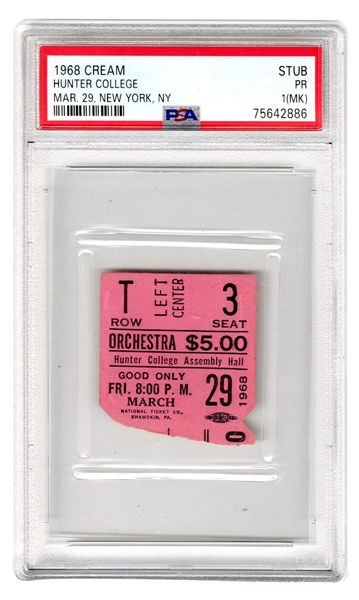 1968 CREAM STUB
HUNTER COLLEGE PR
MAR. 29, NEW YORK, NY 1(MK)
PSA 75642886
T LEFT CENTER 3
ROW SEAT
ORCHESTRA $5.00
Hunter College Assembly Hall
GOOD ONLY
FRI. 8:00 P. M.
MARCH 29 1968
NATIONAL TICKET CO.
SHAMOKIN, PA.